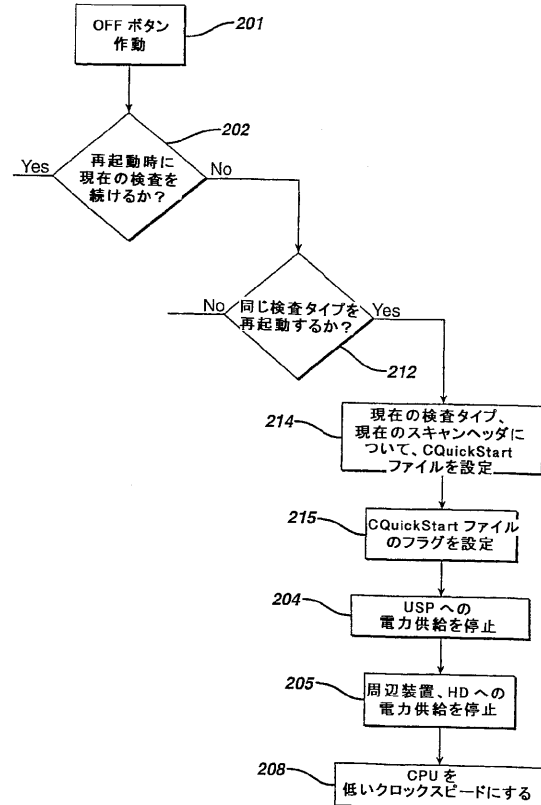 OFF ボタン
作動
201
202
Yes
再起動時に
現在の検査を
続けるか?
No
No
同じ検査タイプを
再起動するか?
Yes
212
214
現在の検査タイプ、
現在のスキャンヘッダに
ついて、CQuickStart
ファイルを設定
215
CQuickStart ファイル
のフラグを設定
204
USP への
電力供給を停止
205
周辺装置、HD への
電力供給を停止
208
CPU を
低いクロックスピードにする